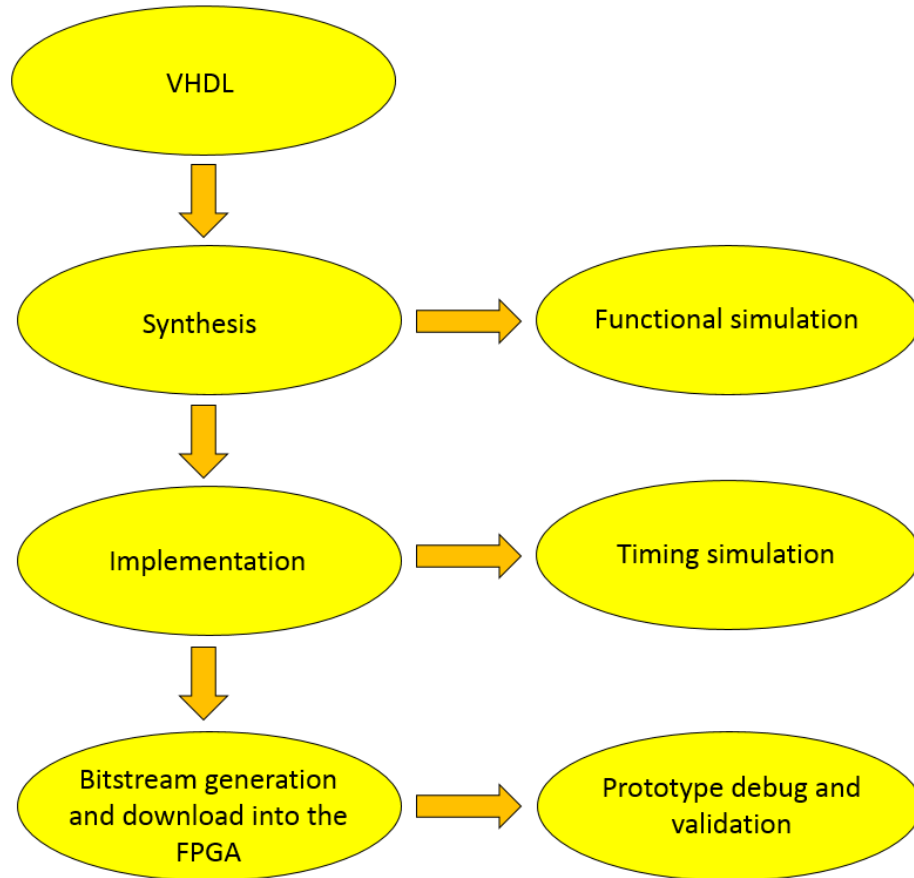 VHDL
Synthesis
Functional simulation
Implementation
Timing simulation
Bitstream generation
and download into the
FPGA
Prototype debug and
validation